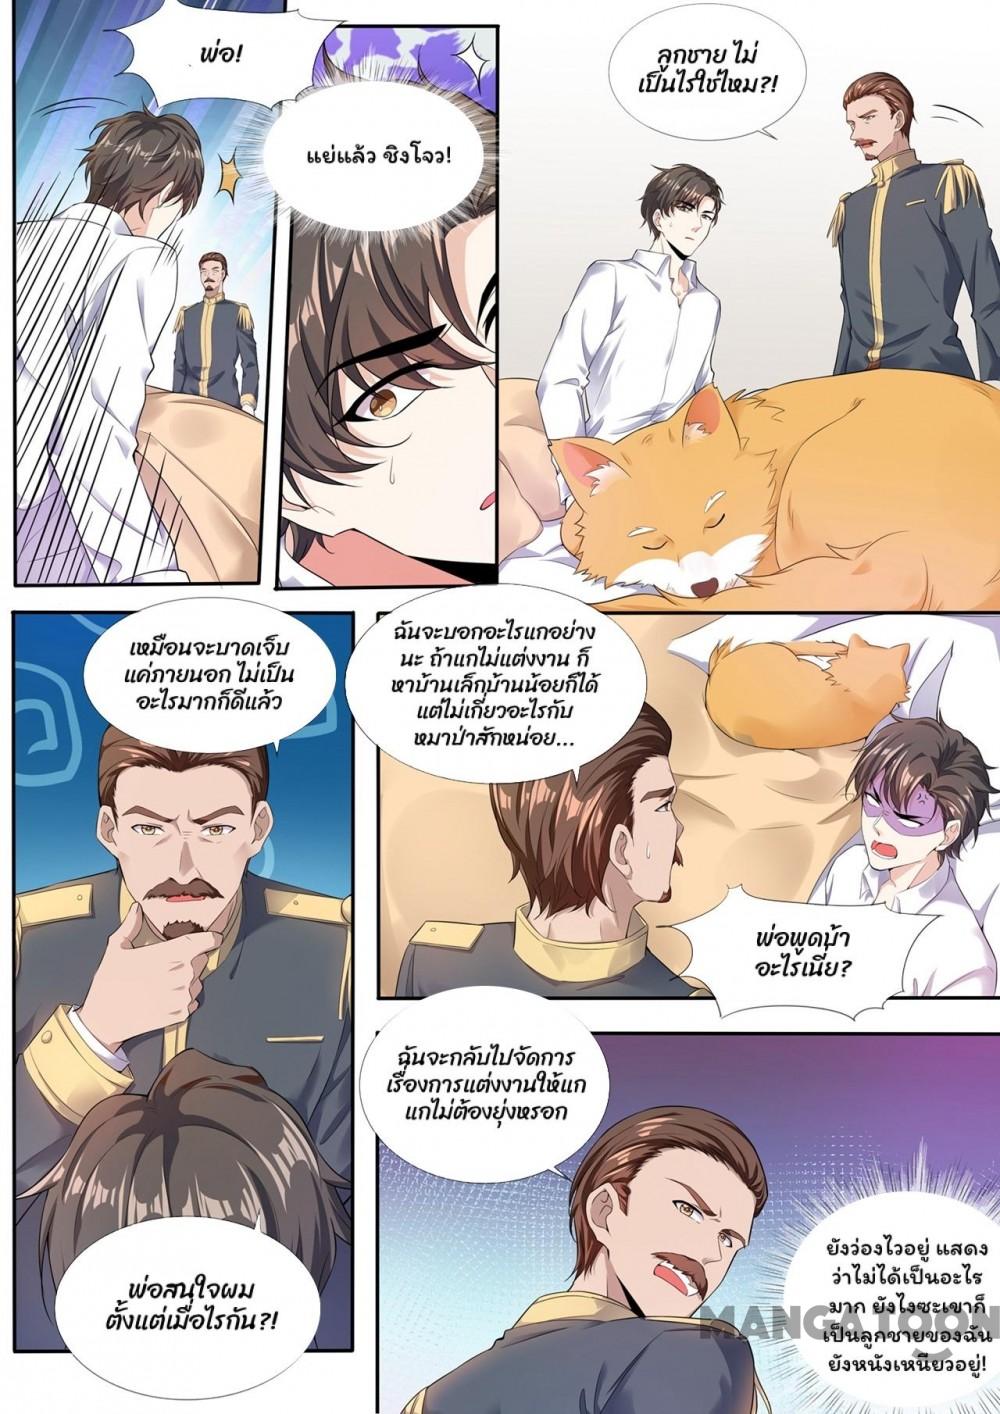 พ่อ!
แย่แล้ว ชิงโจว!
ลูกชาย ไม่
เป็นไรใช่ไหม?!
เหมือนจะบาดเจ็บ
แค่ภายนอก ไม่เป็น
อะไรมากก็ดีแล้ว
พ่อสนใจผม
ตั้งแต่เมื่อไรกัน?!
ฉันจะบอกอะไรแกอย่าง
นะ ถ้าแกไม่แต่งงาน ก็
หาบ้านเล็กบ้านน้อยก็ได้
แต่ไม่เกี่ยวอะไรกับ
หมาป่าสักหน่อย...
พ่อพูดบ้า
อะไรเนี่ย?
ฉันจะกลับไปจัดการ
เรื่องการแต่งงานให้แก
แกไม่ต้องยุ่งหรอก
ยังว่องไวอยู่ แสดง
ว่าไม่ได้เป็นอะไร
มาก ยังไงซะเขาก็
เป็นลูกชายของฉัน
ยังหนังเหนียวอยู่!
MANGATOON